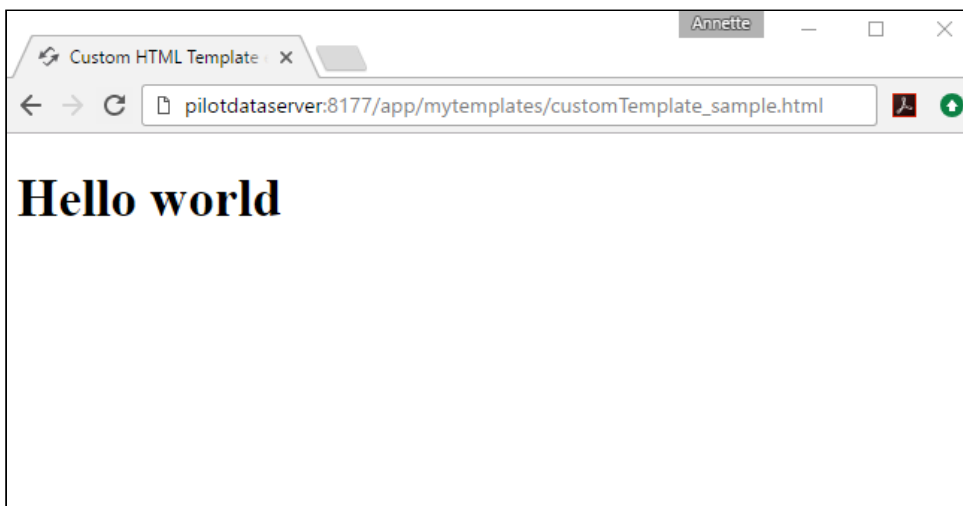 Annette
Custom HTML Template
pilotdataserver:8177/app/mytemplates/customTemplate_sample.html
Hello world